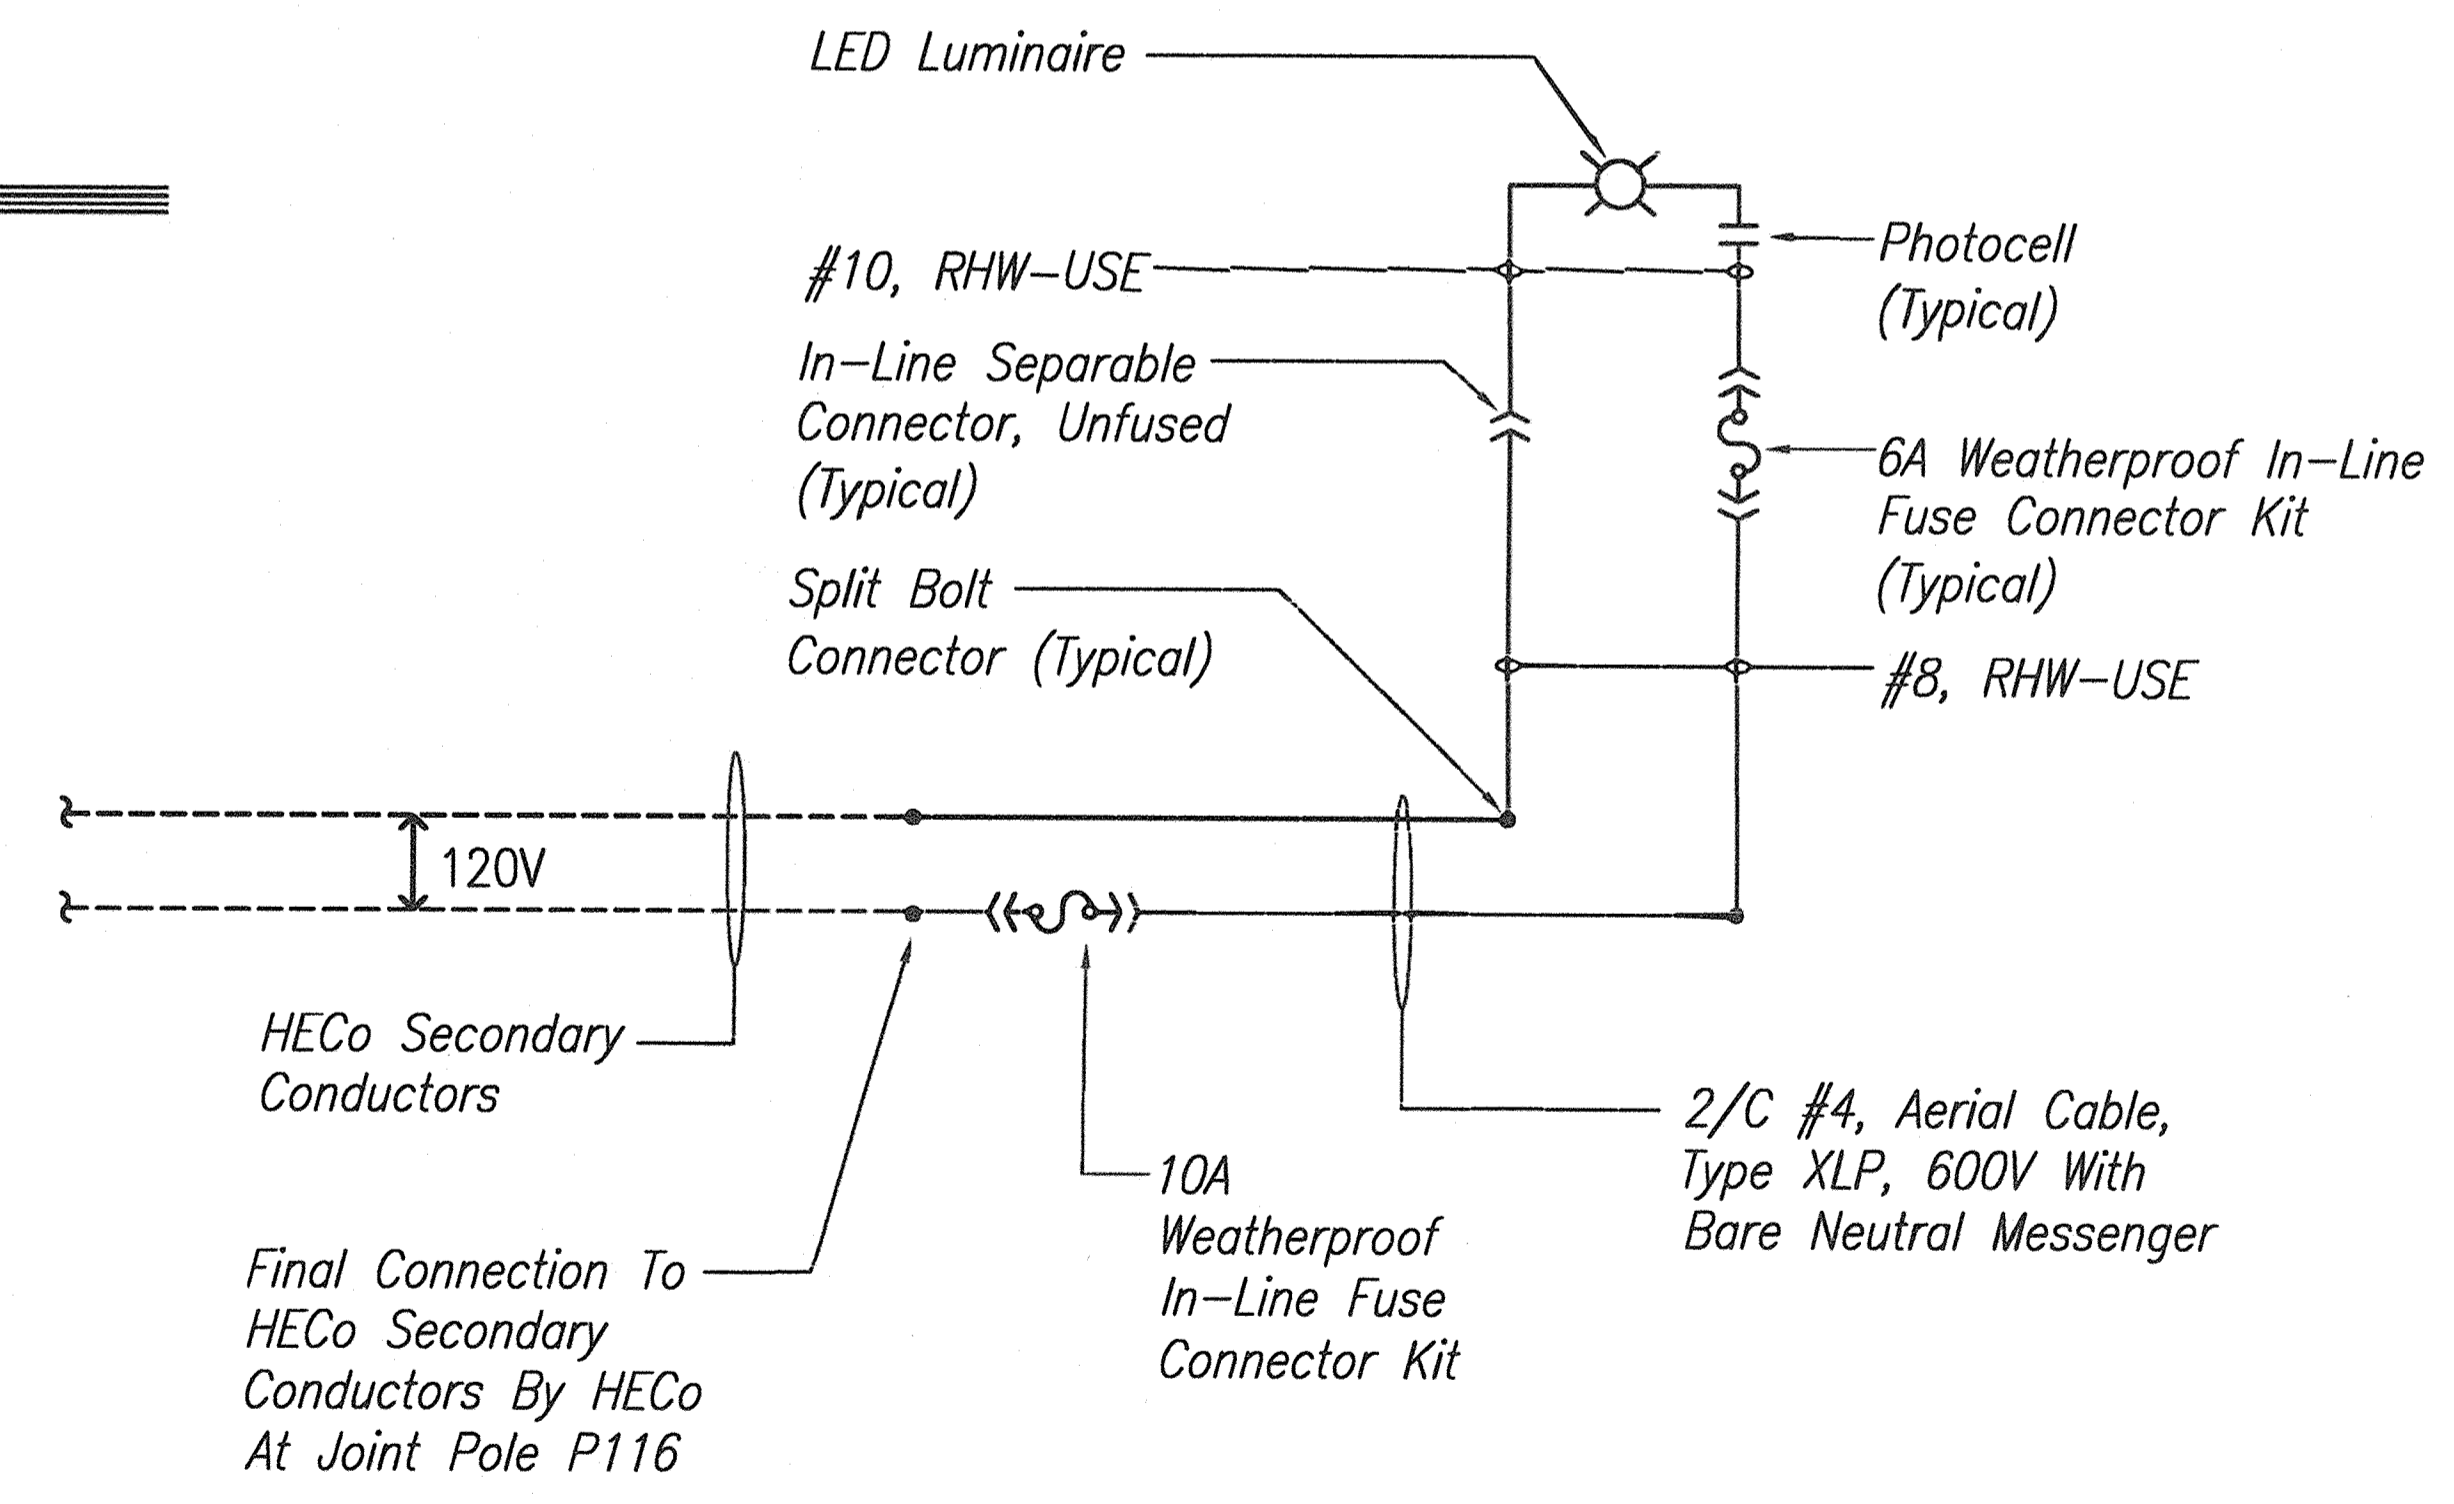 LED Luminaire
#10, RHW-USE
Photocell
(Typical)
In-Line Separable
Connector, Unfused
(Typical)
6A Weatherproof In-Line
Fuse Connector Kit
(Typical)
Split Bolt
Connector (Typical)
#8, RHW-USE
120V
HECo Secondary
Conductors
2/C #4, Aerial Cable,
Type XLP, 600V With
Bare Neutral Messenger
10A
Weatherproof
In-Line Fuse
Connector Kit
Final Connection To
HECo Secondary
Conductors By HECo
At Joint Pole P116